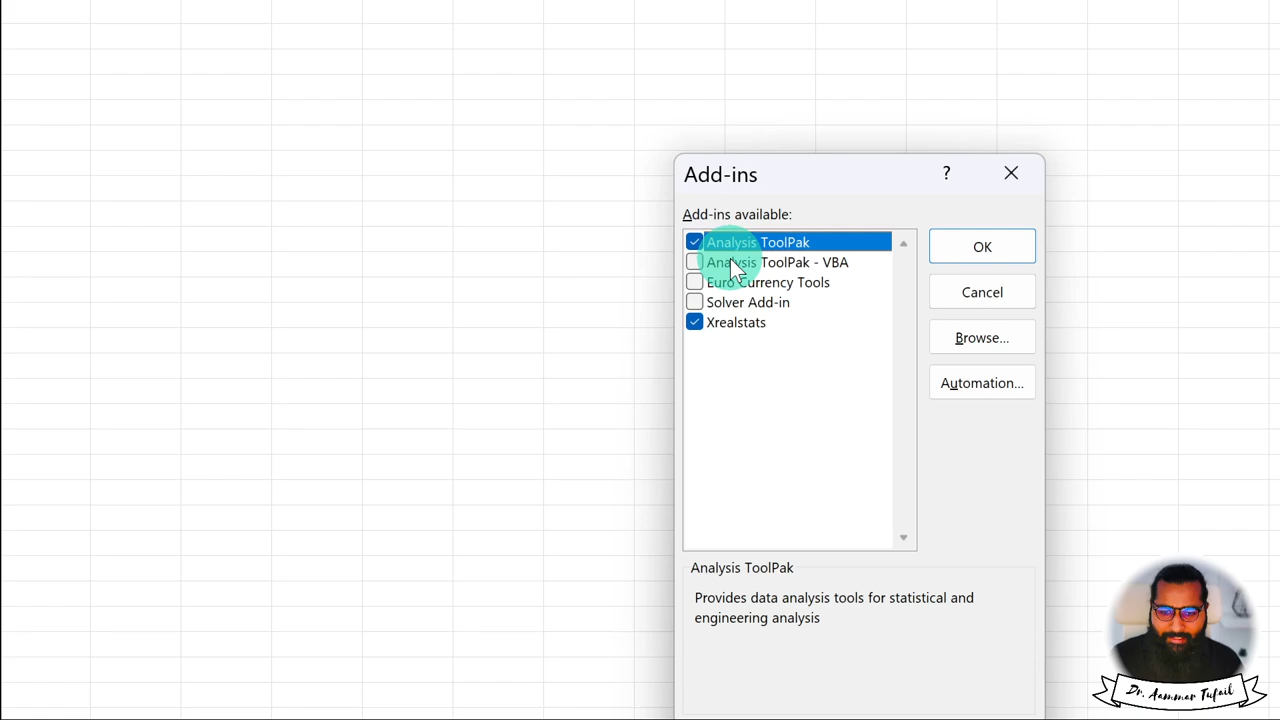 Add-ins
?
Add-ins available:
Analysis ToolPak
Analysis ToolPak - VBA
Euro Currency Tools
Solver Add-in
Xrealstats
OK
Cancel
Browse...
Automation...
Analysis ToolPak
Provides data analysis tools for statistical and
engineering analysis
Dr. Aammar Tufail